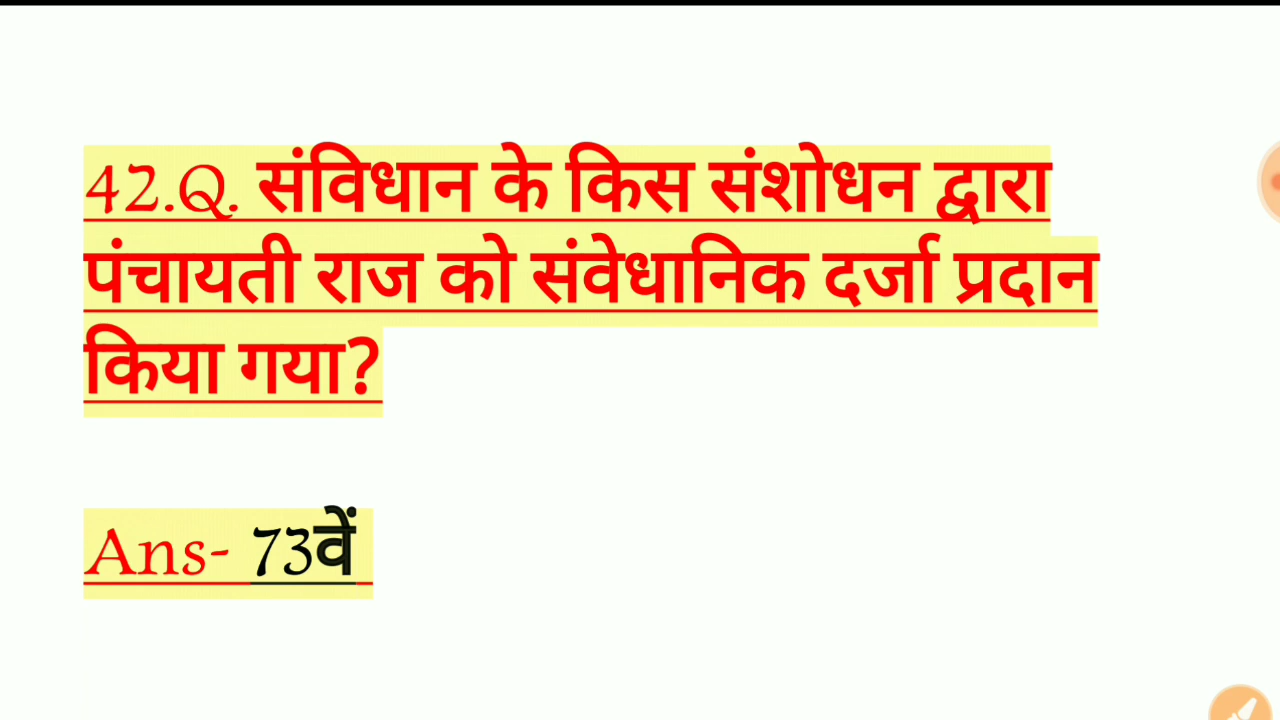 42.Q. संविधान के किस संशोधन द्वारा
पंचायती राज को संवेधानिक दर्जा प्रदान
किया गया?
Ans- 73वें